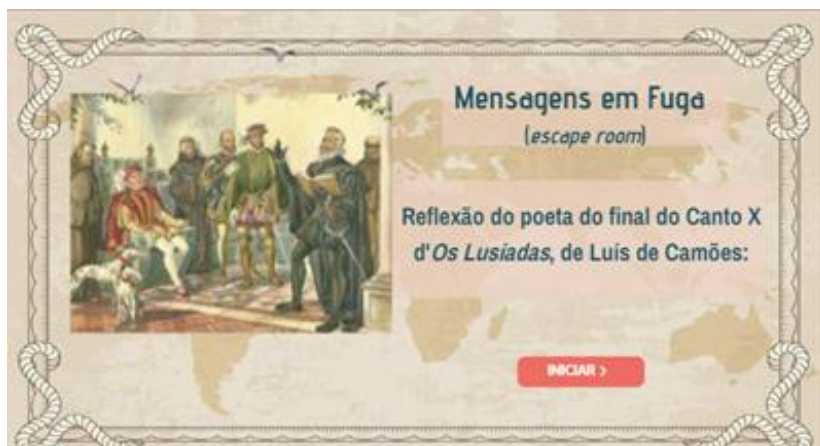 Mensagens em Fuga
(escape room)
Reflexão do poeta do final do Canto X
d'Os Lusíadas, de Luís de Camões:
INICIAR >